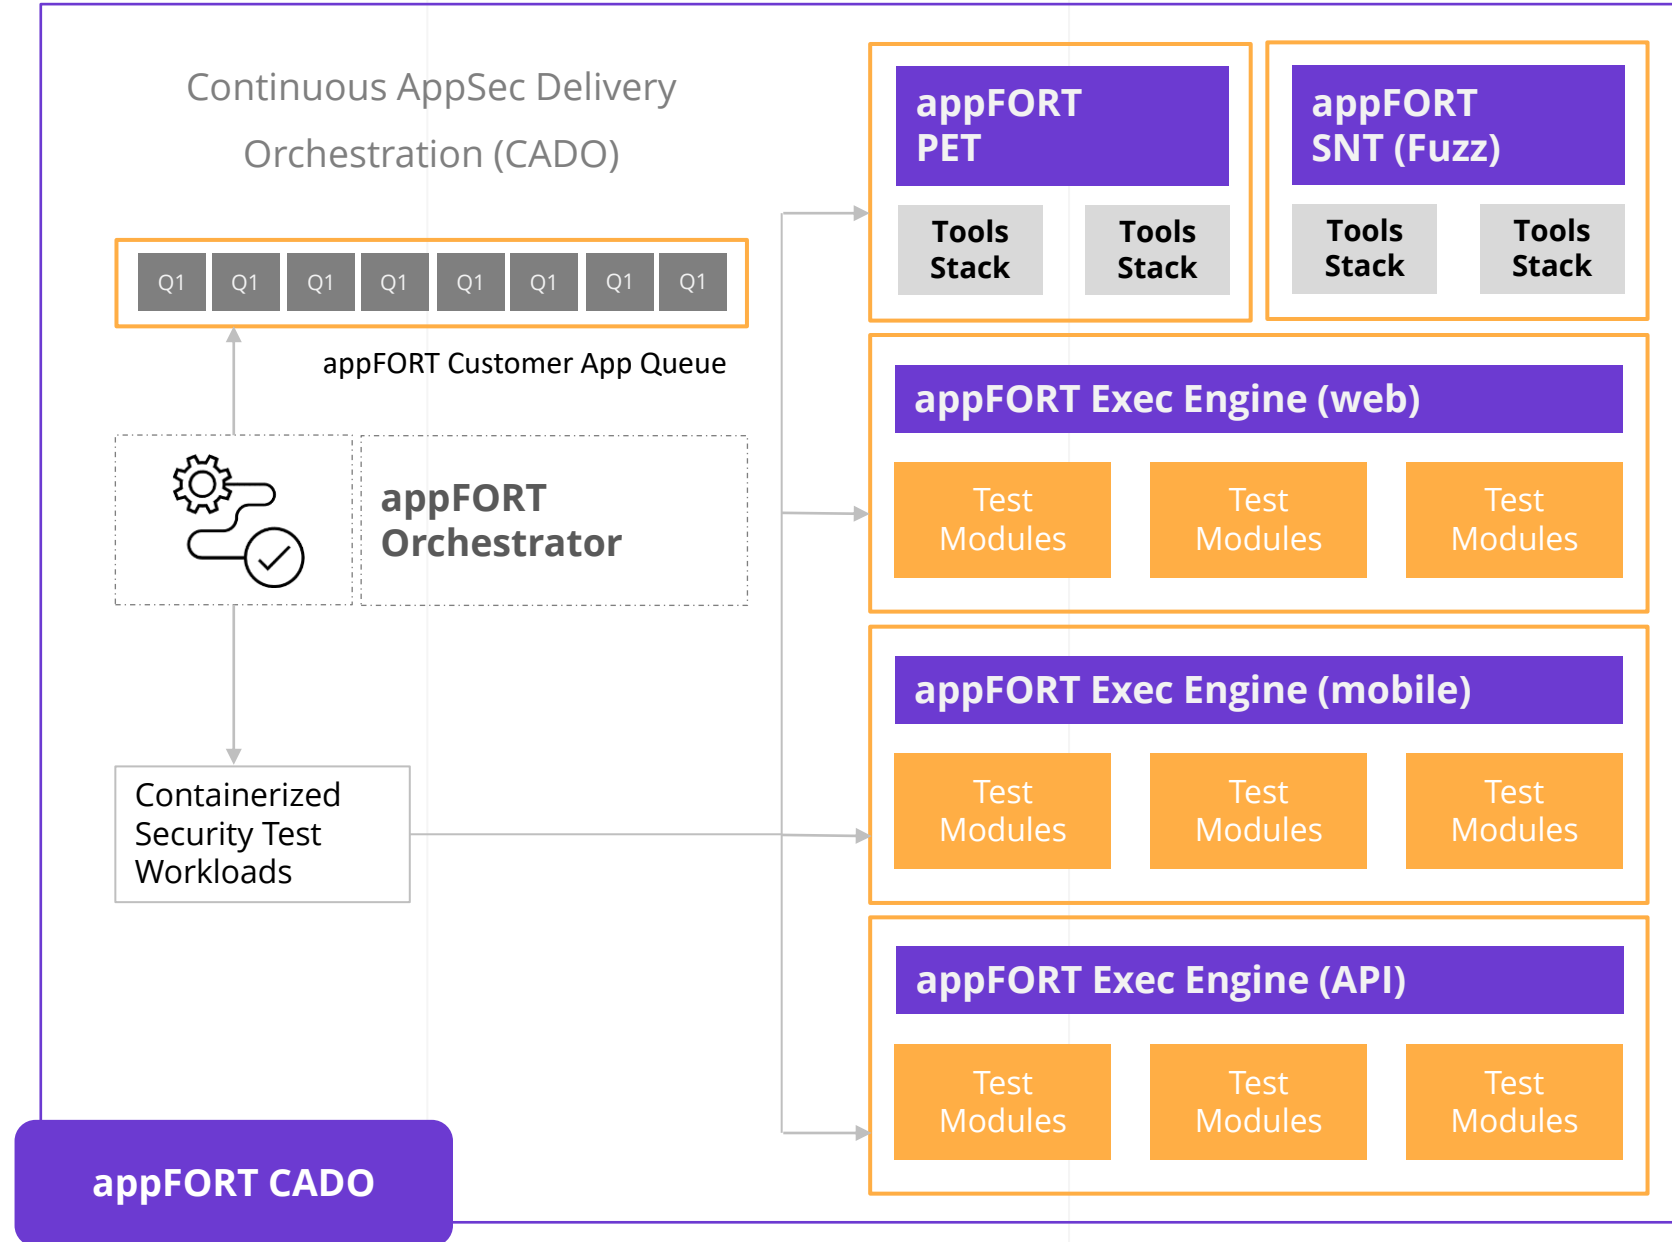 Continuous AppSec Delivery
Orchestration (CADO)
Q1 Q1 Q1 Q1 Q1 Q1 Q1 Q1
appFORT Customer App Queue
appFORT
Orchestrator
Containerized
Security Test
Workloads
appFORT CADO
appFORT
PET
Tools
Stack
Tools
Stack
appFORT
SNT (Fuzz)
Tools
Stack
Tools
Stack
appFORT Exec Engine (web)
Test
Modules
Test
Modules
Test
Modules
appFORT Exec Engine (mobile)
Test
Modules
Test
Modules
Test
Modules
appFORT Exec Engine (API)
Test
Modules
Test
Modules
Test
Modules